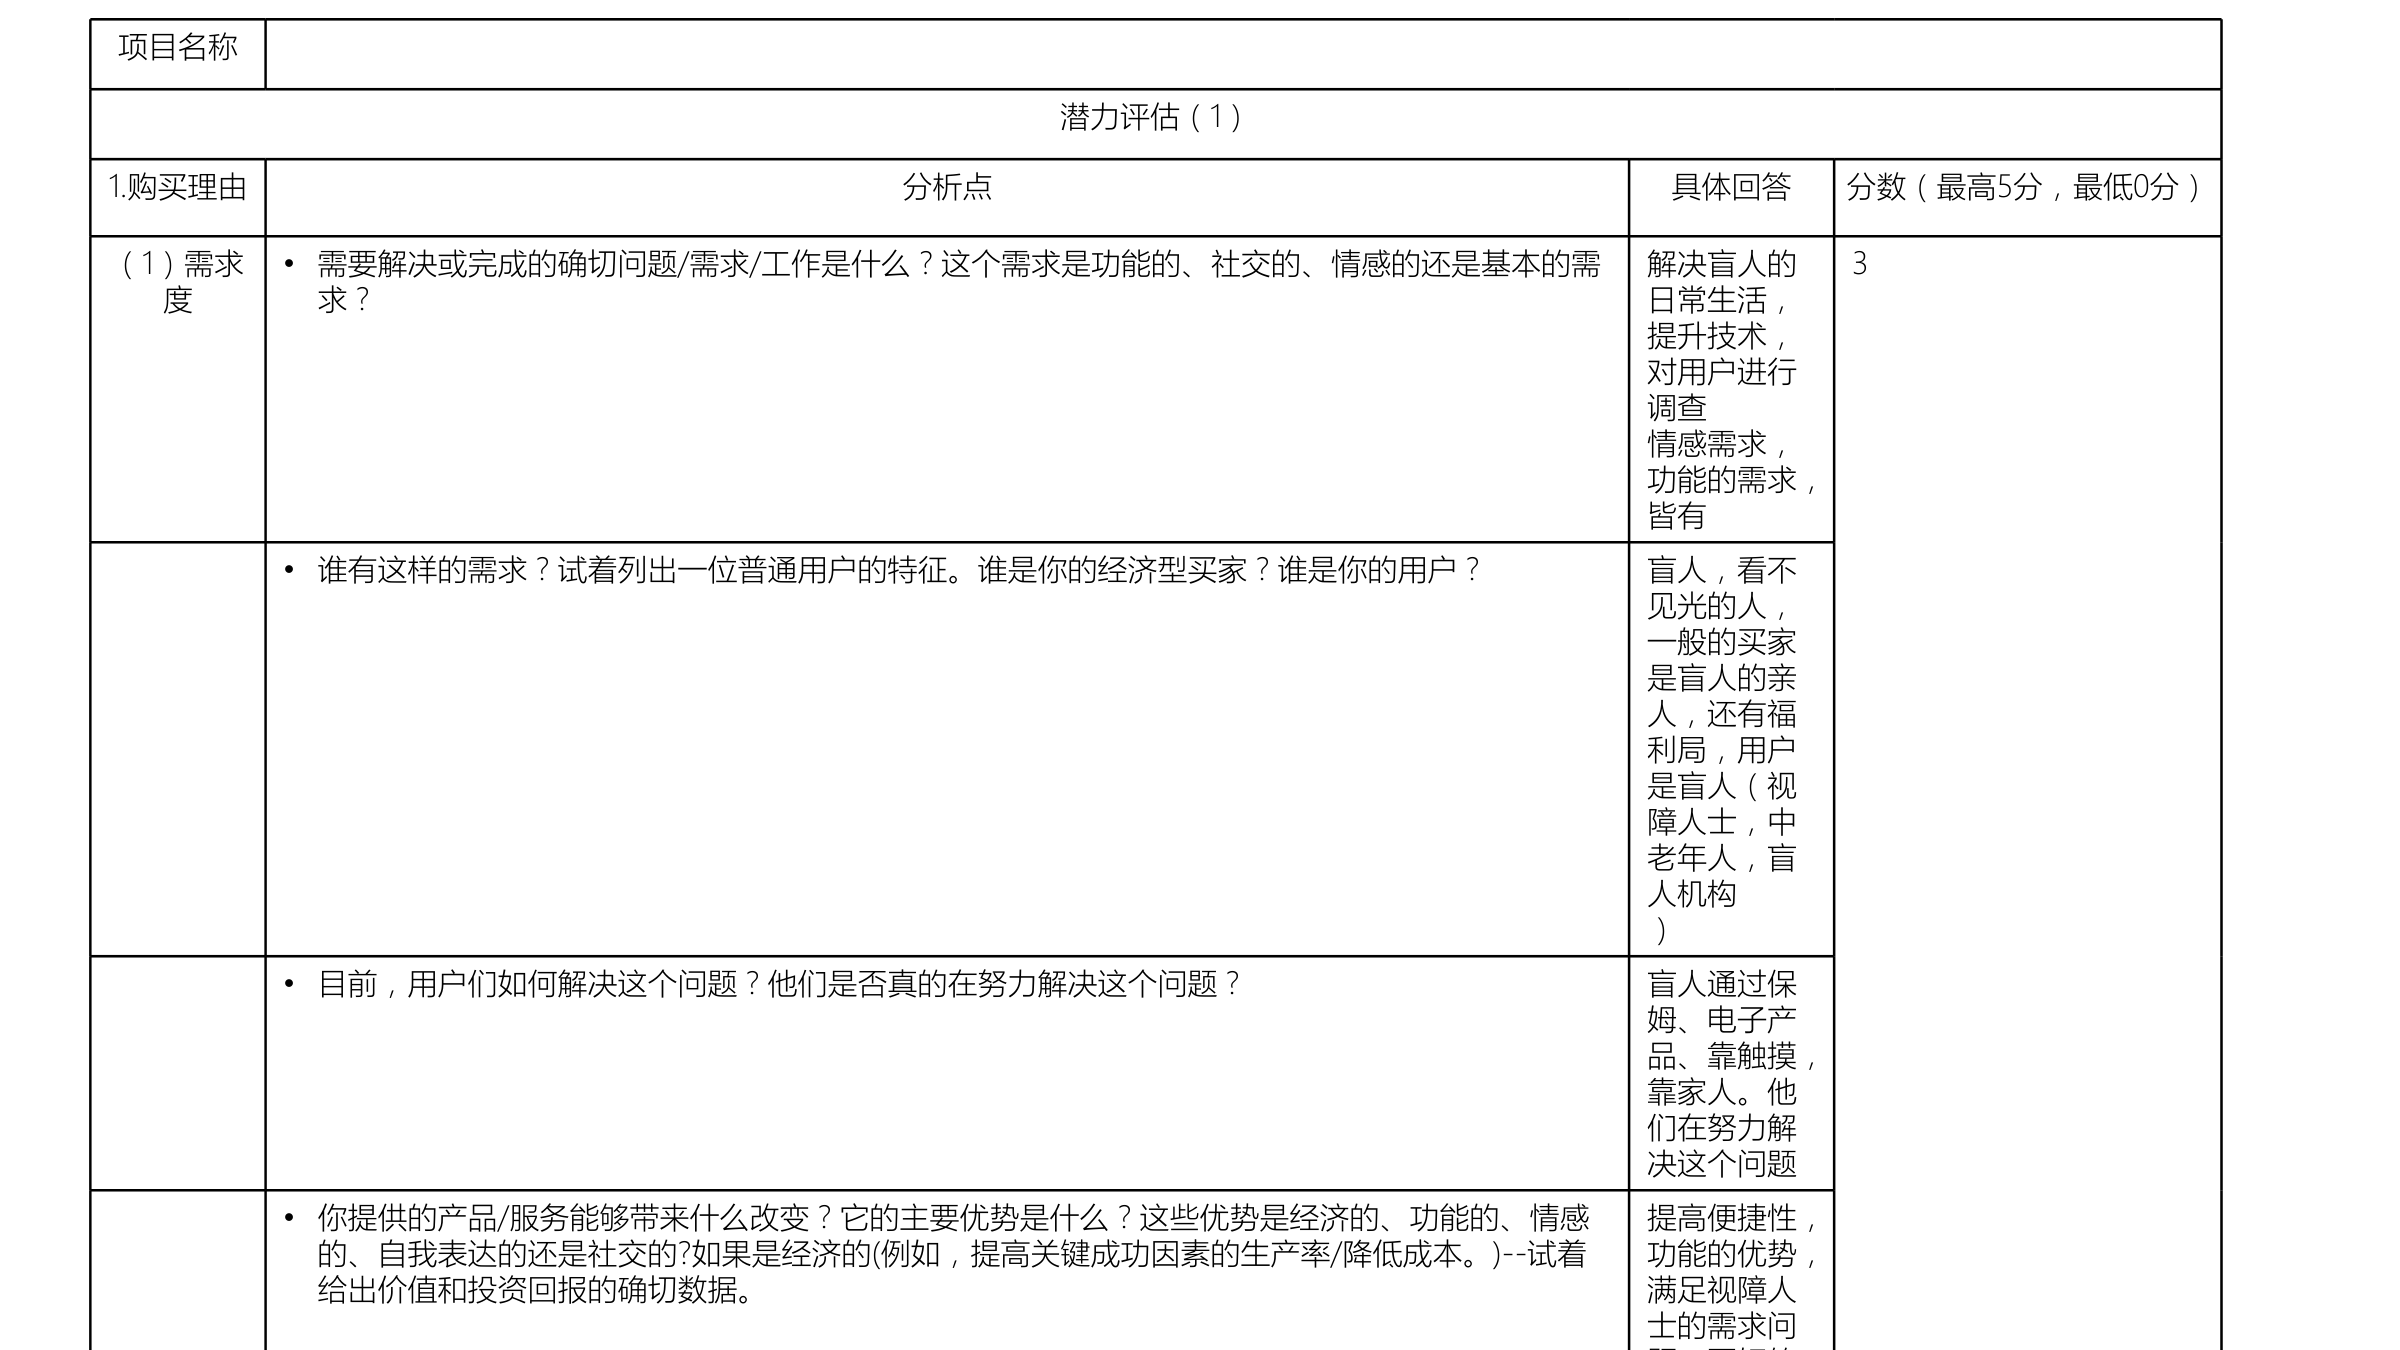 项目名称
潜力评估（1）
1.购买理由
分析点
具体回答
分数（最高5分，最低0分）
（1）需求
度
• 需要解决或完成的确切问题/需求/工作是什么？这个需求是功能的、社交的、情感的还是基本的需
求？
解决盲人的
日常生活，
提升技术，
对用户进行
调查
情感需求，
功能的需求，
皆有
3
• 谁有这样的需求？试着列出一位普通用户的特征。谁是你的经济型买家？谁是你的用户？
盲人，看不
见光的人，
一般的买家
是盲人的亲
人，还有福
利局，用户
是盲人（视
障人士，中
老年人，盲
人机构
）
• 目前，用户们如何解决这个问题？他们是否真的在努力解决这个问题？
盲人通过保
姆、电子产
品、靠触摸，
靠家人。他
们在努力解
决这个问题
• 你提供的产品/服务能够带来什么改变？它的主要优势是什么？这些优势是经济的、功能的、情感
的、自我表达的还是社交的?如果是经济的(例如，提高关键成功因素的生产率/降低成本。)--试着
给出价值和投资回报的确切数据。
提高便捷性，
功能的优势，
满足视障人
士的需求问